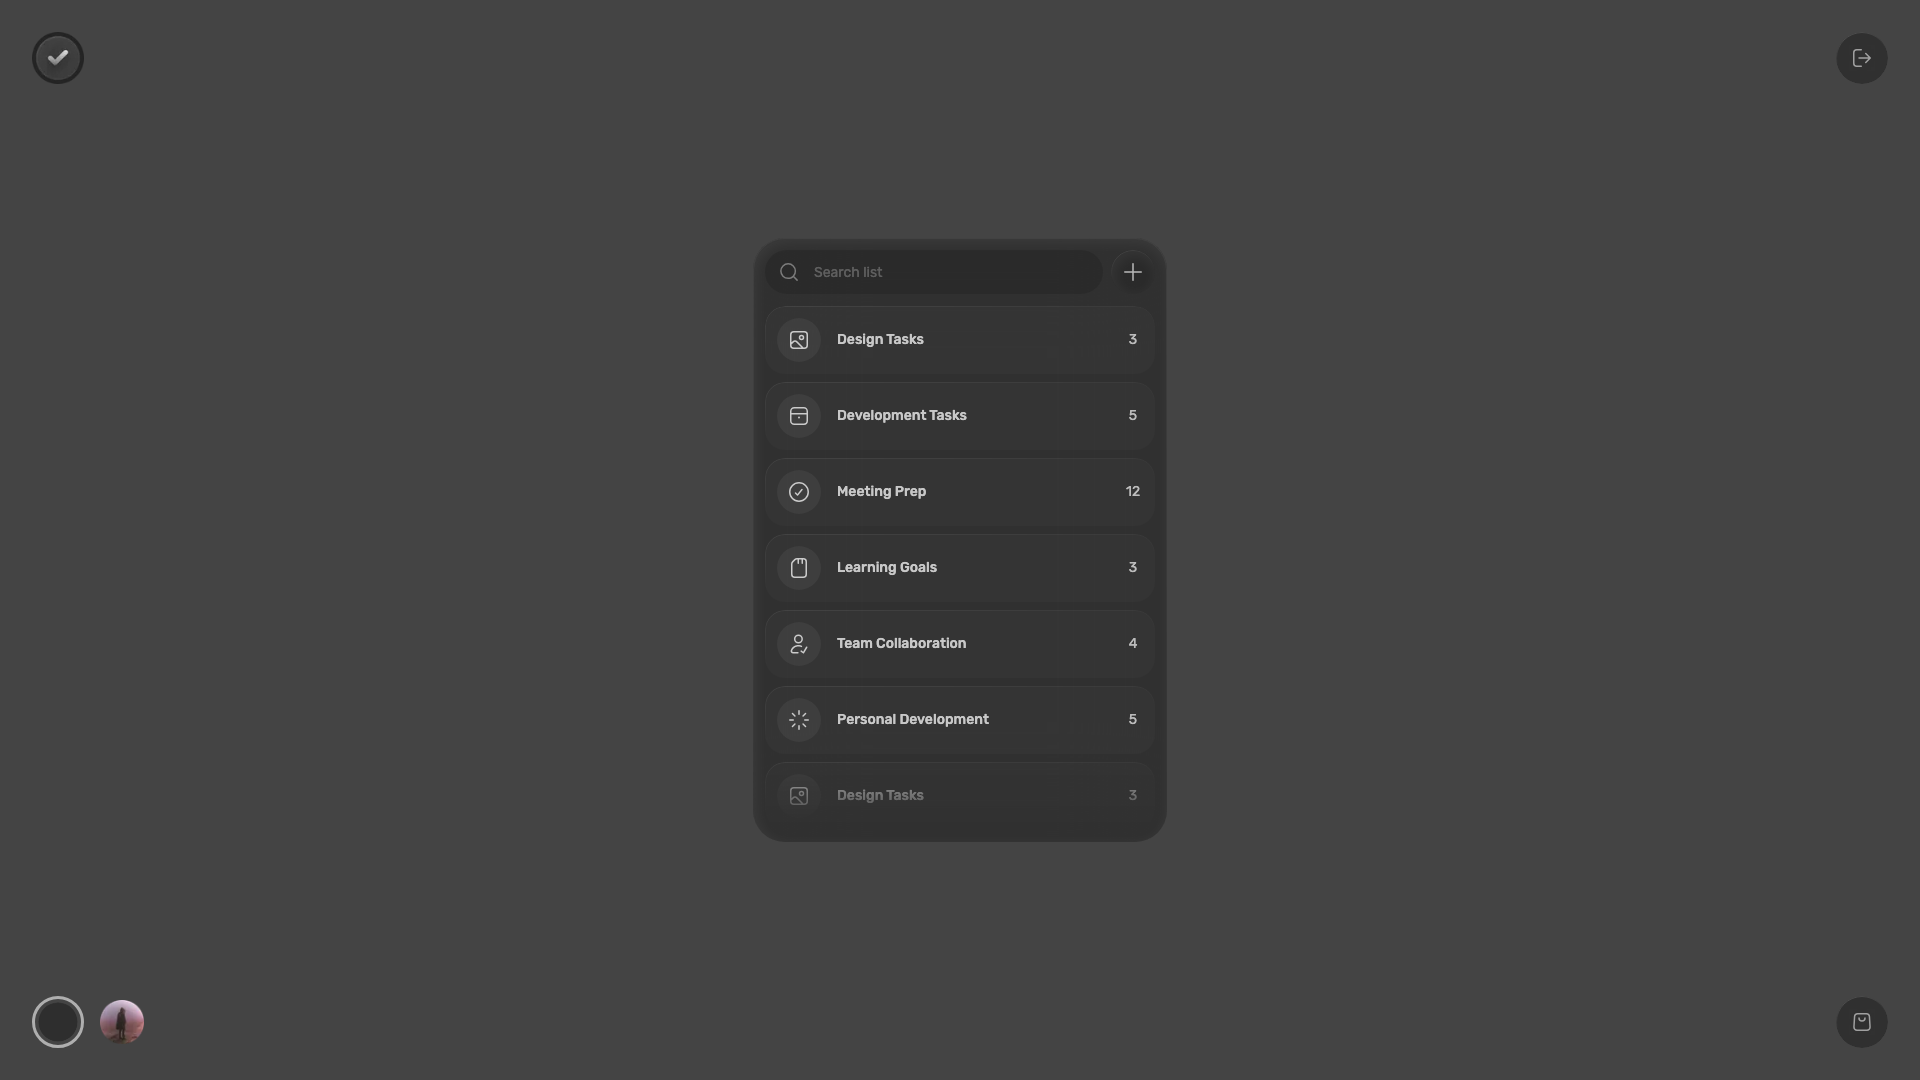 Search list
Design Tasks 3
Development Tasks 5
Meeting Prep 12
Learning Goals 3
Team Collaboration 4
Personal Development 5
Design Tasks 3